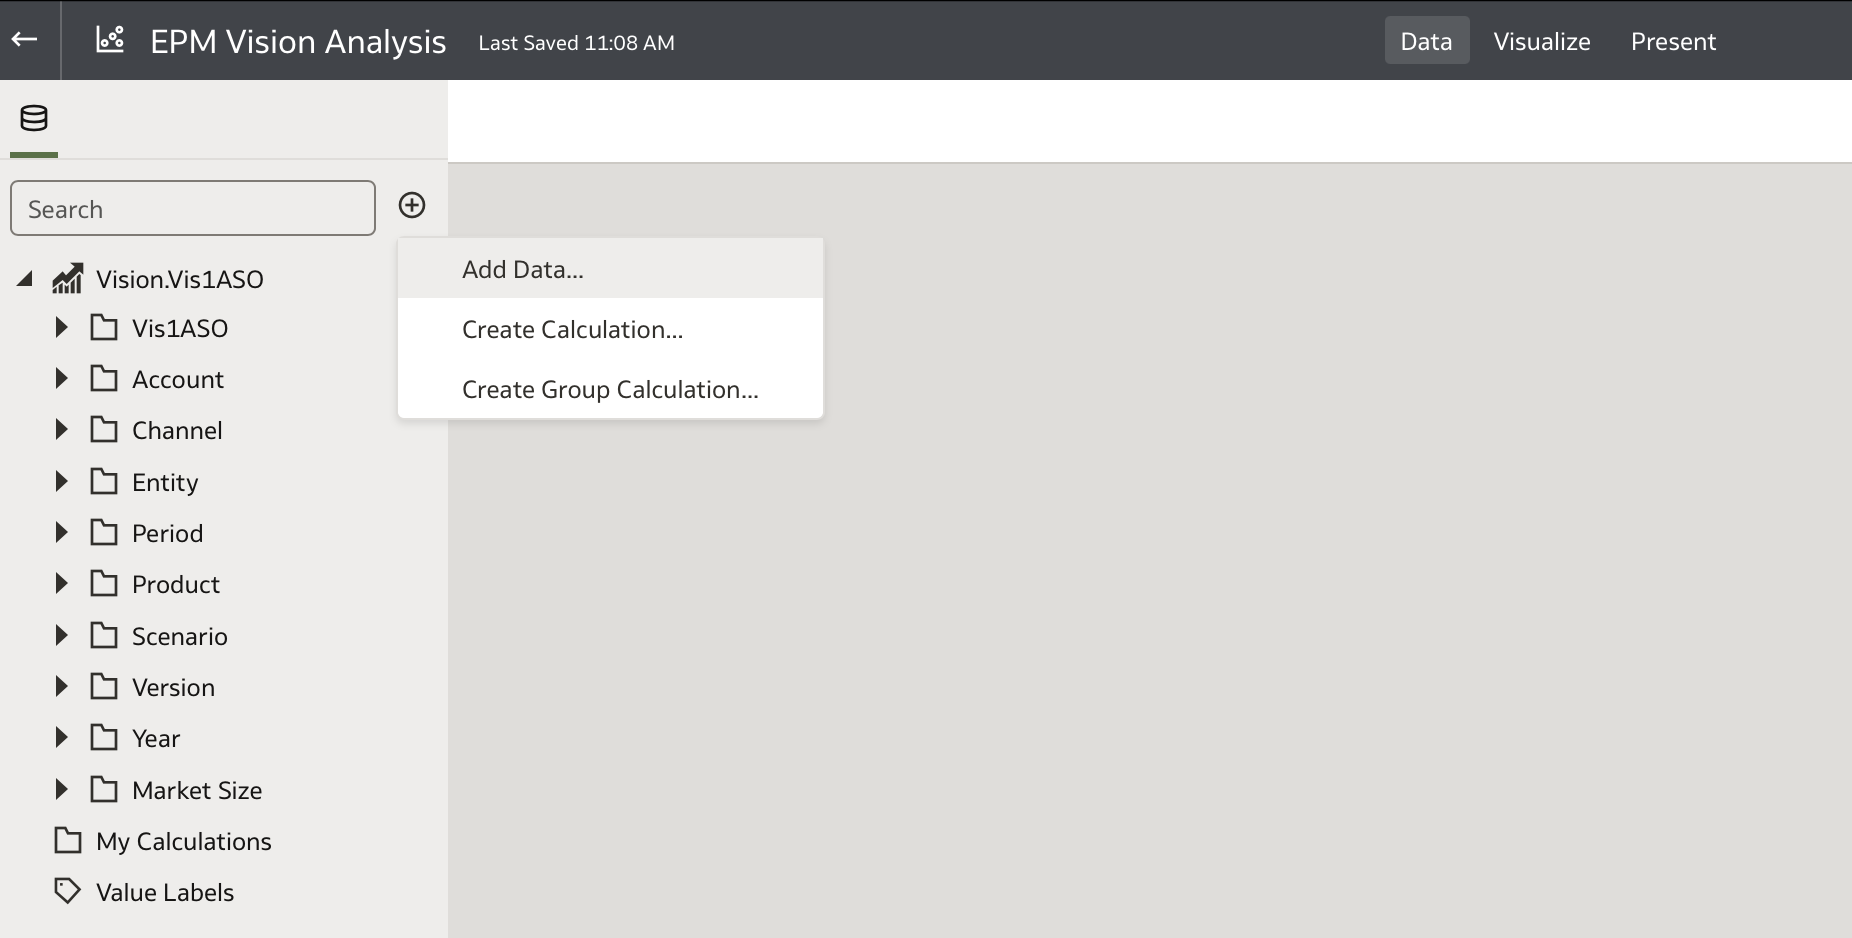 EPM Vision Analysis
Last Saved 11:08 AM
Data
Visualize
Present
Search
Add Data...
Create Calculation...
Create Group Calculation...
Vision.Vis1ASO
Vis1ASO
Account
Channel
Entity
Period
Product
Scenario
Version
Year
Market Size
My Calculations
Value Labels